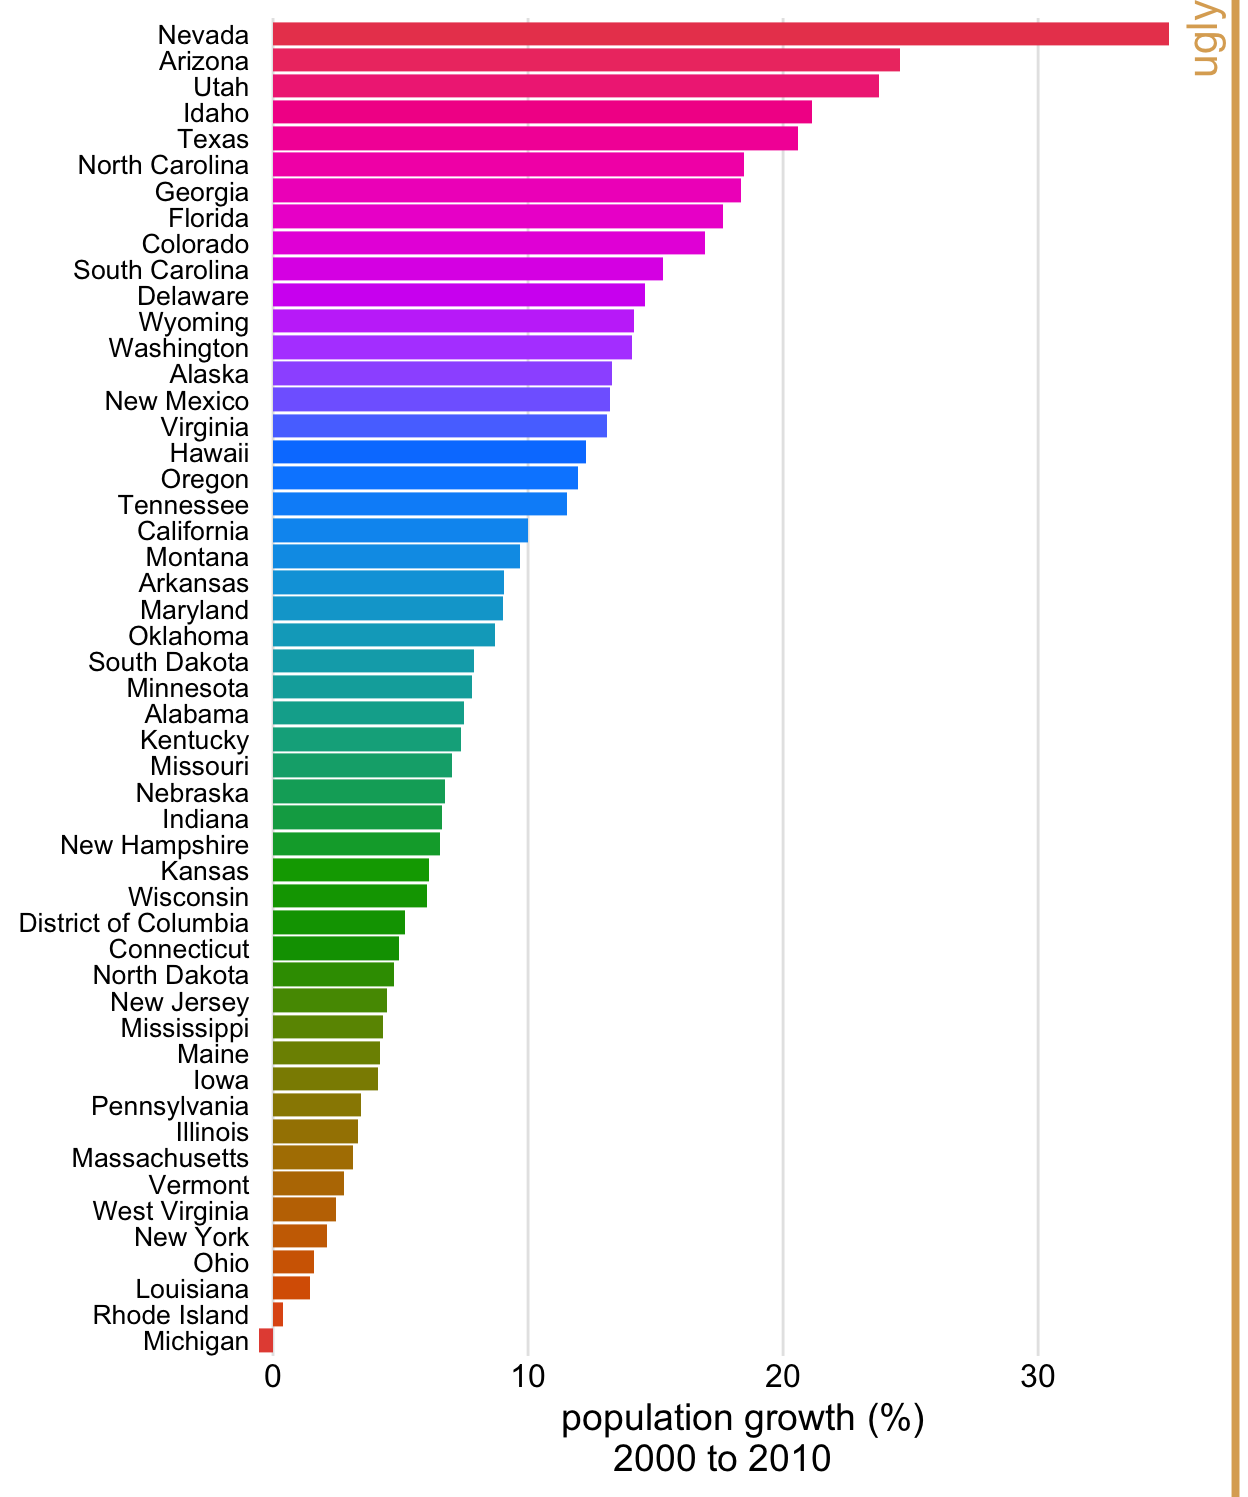 ugly
Nevada
Arizona
Utah
Idaho
Texas
North Carolina
Georgia
Florida
Colorado
South Carolina
Delaware
Wyoming
Washington
Alaska
New Mexico
Virginia
Hawaii
Oregon
Tennessee
California
Montana
Arkansas
Maryland
Oklahoma
South Dakota
Minnesota
Alabama
Kentucky
Missouri
Nebraska
Indiana
New Hampshire
Kansas
Wisconsin
District of Columbia
Connecticut
North Dakota
New Jersey
Mississippi
Maine
Iowa
Pennsylvania
Illinois
Massachusetts
Vermont
West Virginia
New York
Ohio
Louisiana
Rhode Island
Michigan
0 10 20 30
population growth (%)
2000 to 2010